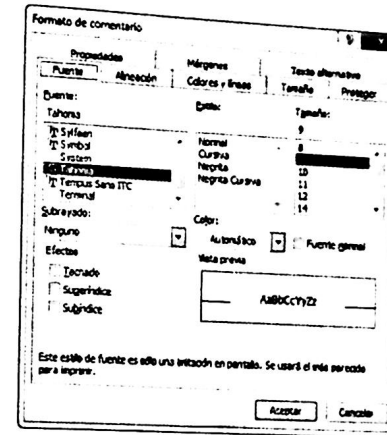 Formato de comentario
Propiedades Márgenes Texto alternativo
Fuente Alineación Colores y líneas Tamaño Proteger
Fuente: Estilo: Tamaño:
Tahoma 9
Sylfaen Normal 8
Symbol Cursiva
System Negrita 10
Tahoma Negrita Cursiva 11
Tempus Sans ITC 12
Terminal 14
Subrayado: Color:
Ninguno Automático Fuente normal
Efectos Vista previa
Tachado
Superíndice AaBbCcYyZz
Subíndice
Este estilo de fuente es sólo una imitación en pantalla. Se usará el más parecido
para imprimir.
Aceptar Cancelar